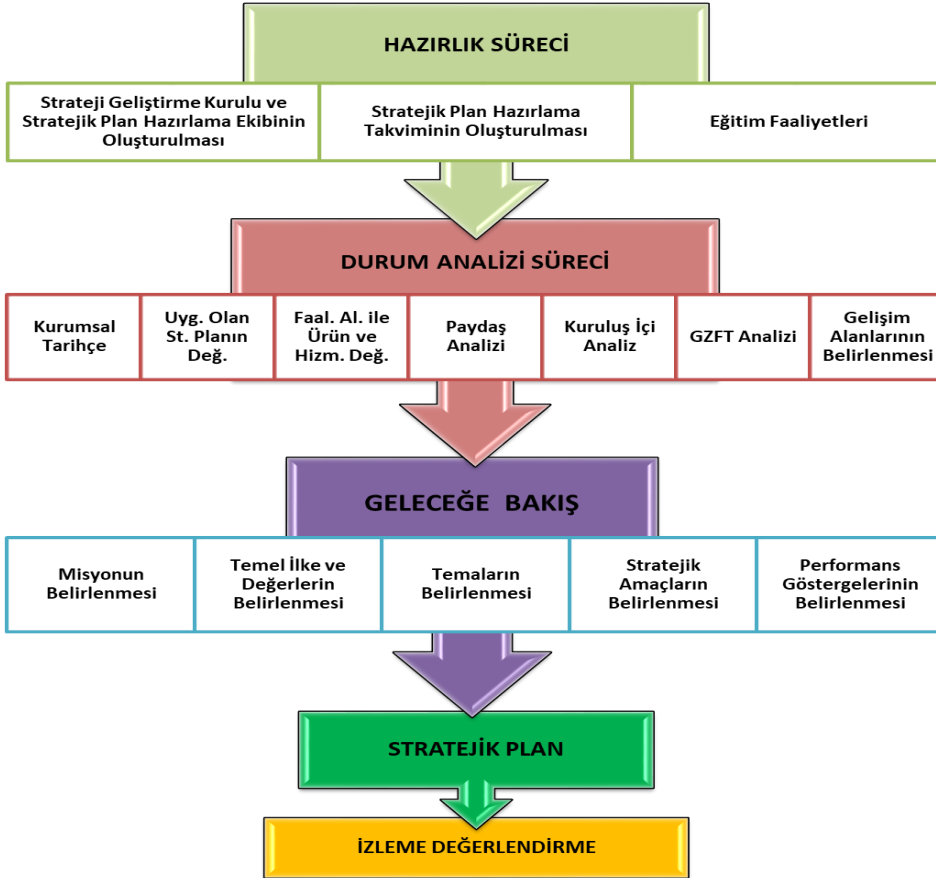 HAZIRLIK SÜRECİ
Strateji Geliştirme Kurulu ve
Stratejik Plan Hazırlama Ekibinin
Oluşturulması
Stratejik Plan Hazırlama
Takviminin Oluşturulması
Eğitim Faaliyetleri
DURUM ANALİZİ SÜRECİ
Kurumsal
Tarihçe
Uyg. Olan
St. Planın
Değ.
Faal. Al. ile
Ürün ve
Hizm. Değ.
Paydaş
Analizi
Kuruluş İçi
Analiz
GZFT Analizi
Gelişim
Alanlarının
Belirlenmesi
GELECEĞE BAKIŞ
Misyonun
Belirlenmesi
Temel İlke ve
Değerlerin
Belirlenmesi
Temaların
Belirlenmesi
Stratejik
Amaçların
Belirlenmesi
Performans
Göstergelerinin
Belirlenmesi
STRATEJİK PLAN
İZLEME DEĞERLENDİRME